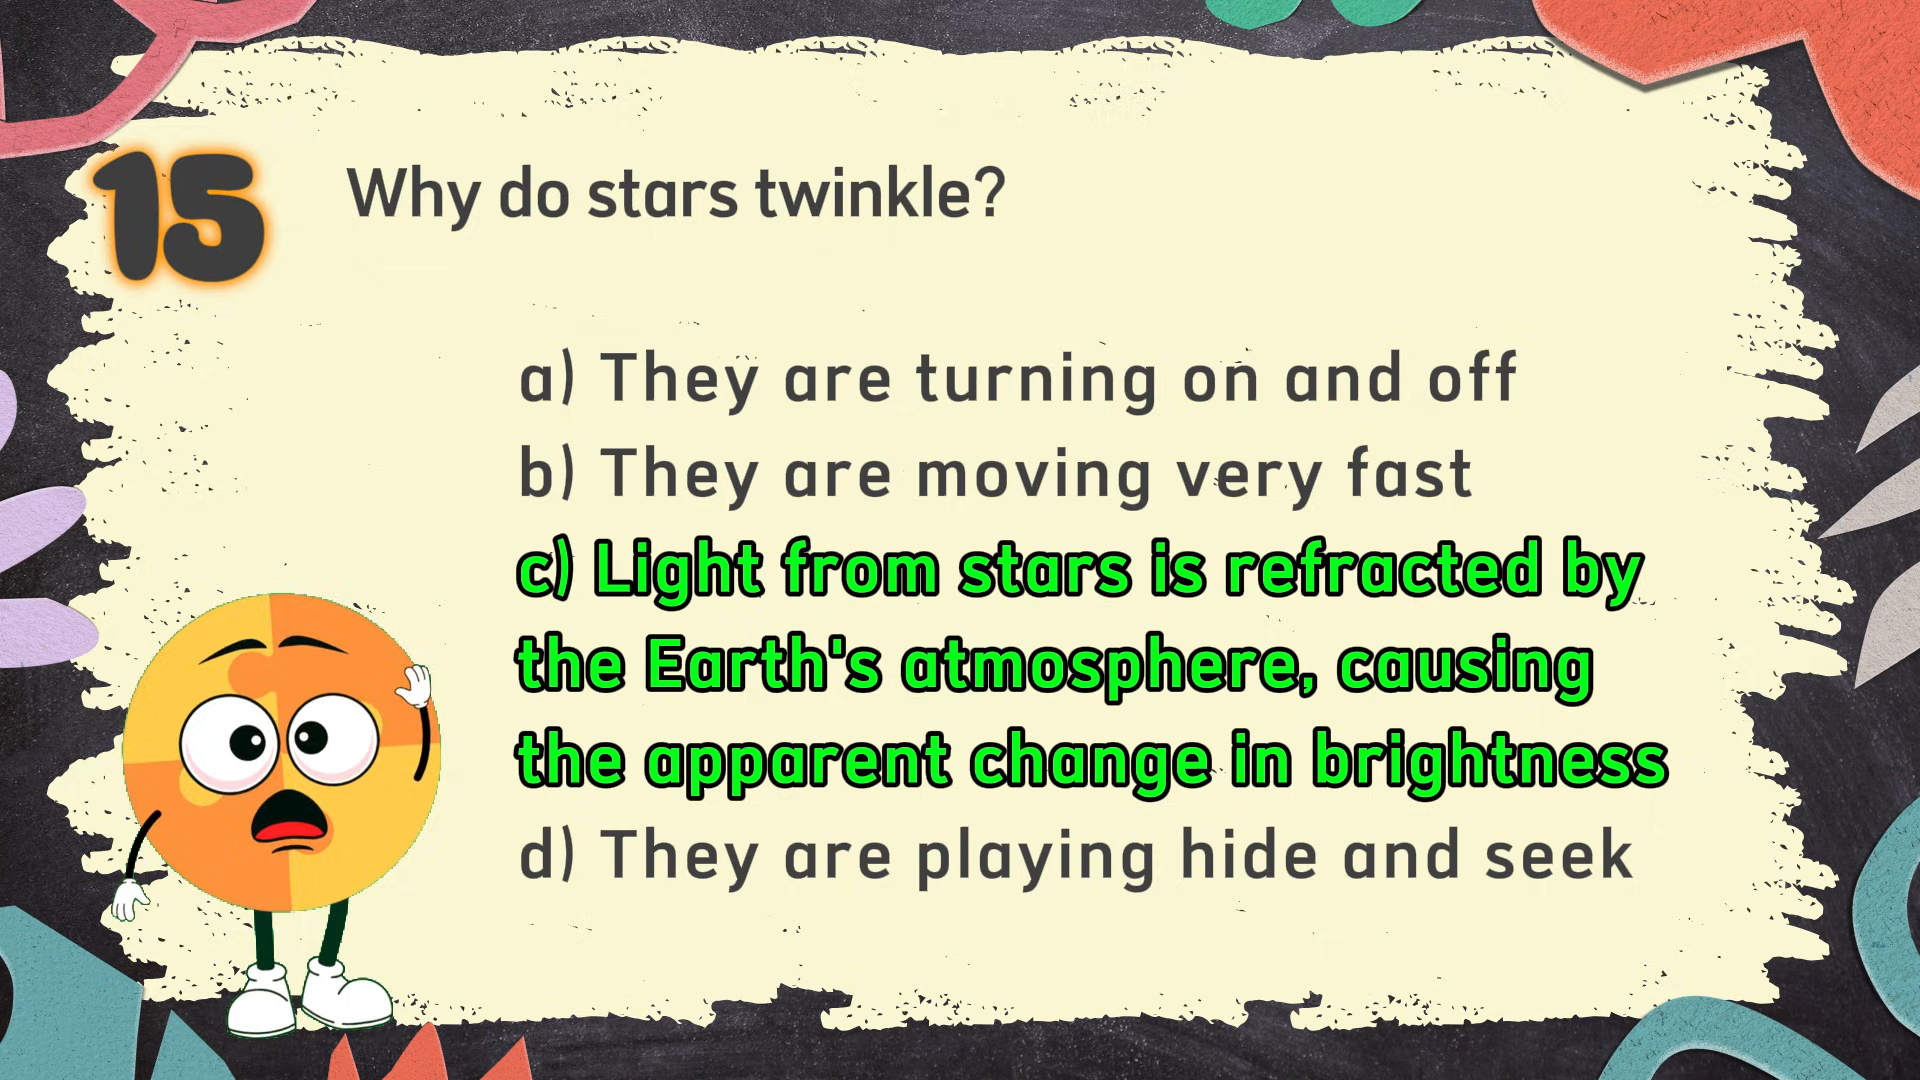 15 Why do stars twinkle?
a) They are turning on and off
b) They are moving very fast
c) Light from stars is refracted by
the Earth's atmosphere, causing
the apparent change in brightness
d) They are playing hide and seek